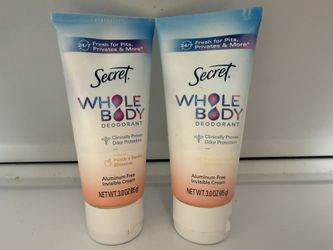 24/7 Fresh for Pits,
Privates & More*
Secret
WHOLE
BODY
DEODORANT
Clinically Proven
Odor Protection
Peach + Vanilla
Blossom
Aluminum Free
Invisible Cream
NET WT. 3.0 OZ (85 g)
24/7 Fresh for Pits,
Privates & More*
Secret
WHOLE
BODY
DEODORANT
Clinically Proven
Odor Protection
Aluminum Free
Invisible Cream
NET WT. 3.0 OZ (85 g)